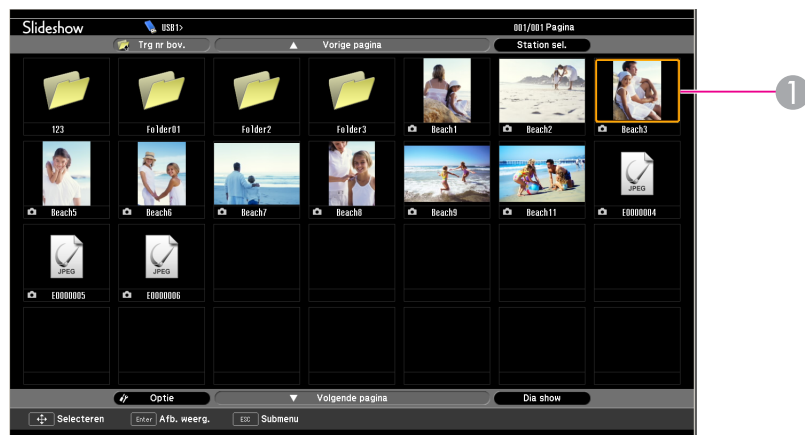 Slideshow USB1> 001/001 Pagina
Trg nr bov. ▲ Vorige pagina Station sel.
123 Folder01 Folder2 Folder3 Beach1 Beach2 Beach3
1
JPEG
Beach5 Beach6 Beach7 Beach8 Beach9 Beach11 E0000004
JPEG JPEG
E0000005 E0000006
Optie ▼ Volgende pagina Dia show
Selecteren Enter Afb. weerg. ESC Submenu